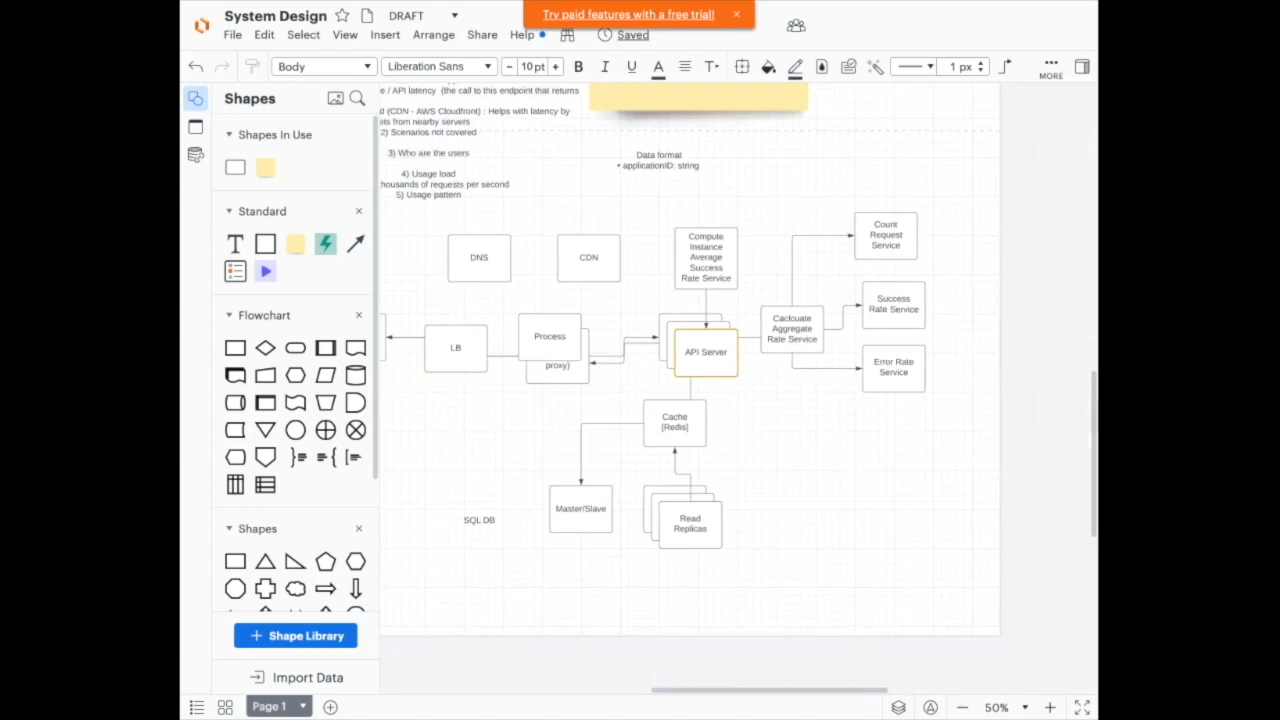 System Design
DRAFT
Try paid features with a free trial!
File Edit Select View Insert Arrange Share Help
Saved
Body
Liberation Sans
10 pt
B I U A T
1 px
MORE
Shapes
Shapes In Use
Standard
Flowchart
Shapes
+ Shape Library
Import Data
e / API latency (the call to this endpoint that returns
d (CDN - AWS Cloudfront) : Helps with latency by
ets from nearby servers
2) Scenarios not covered
3) Who are the users
4) Usage load
housands of requests per second
5) Usage pattern
Data format
• applicationID: string
DNS
CDN
Compute
Instance
Average
Success
Rate Service
Count
Request
Service
Success
Rate Service
Error Rate
Service
Caclcuate
Aggregate
Rate Service
LB
Process
proxy)
API Server
Cache
[Redis]
SQL DB
Master/Slave
Read
Replicas
Page 1
50%